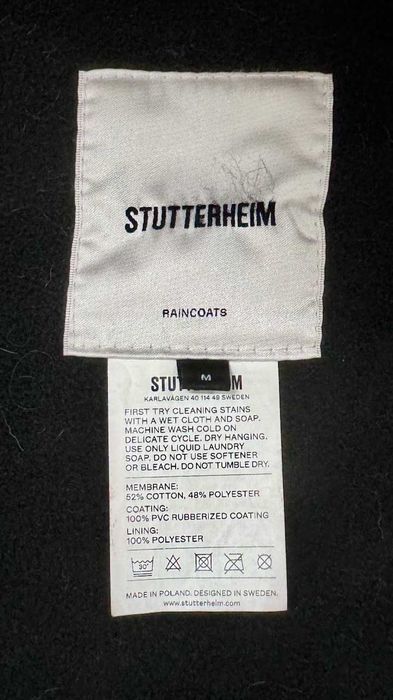 STUTTERHEIM
RAINCOATS
M
STUT M
KARLAVÄGEN 40 114 49 SWEDEN
FIRST TRY CLEANING STAINS
WITH A WET CLOTH AND SOAP.
MACHINE WASH COLD ON
DELICATE CYCLE. DRY HANGING.
USE ONLY LIQUID LAUNDRY
SOAP. DO NOT USE SOFTENER
OR BLEACH. DO NOT TUMBLE DRY.
MEMBRANE:
52% COTTON, 48% POLYESTER
COATING:
100% PVC RUBBERIZED COATING
LINING:
100% POLYESTER
30°
MADE IN POLAND. DESIGNED IN SWEDEN.
www.stutterheim.com